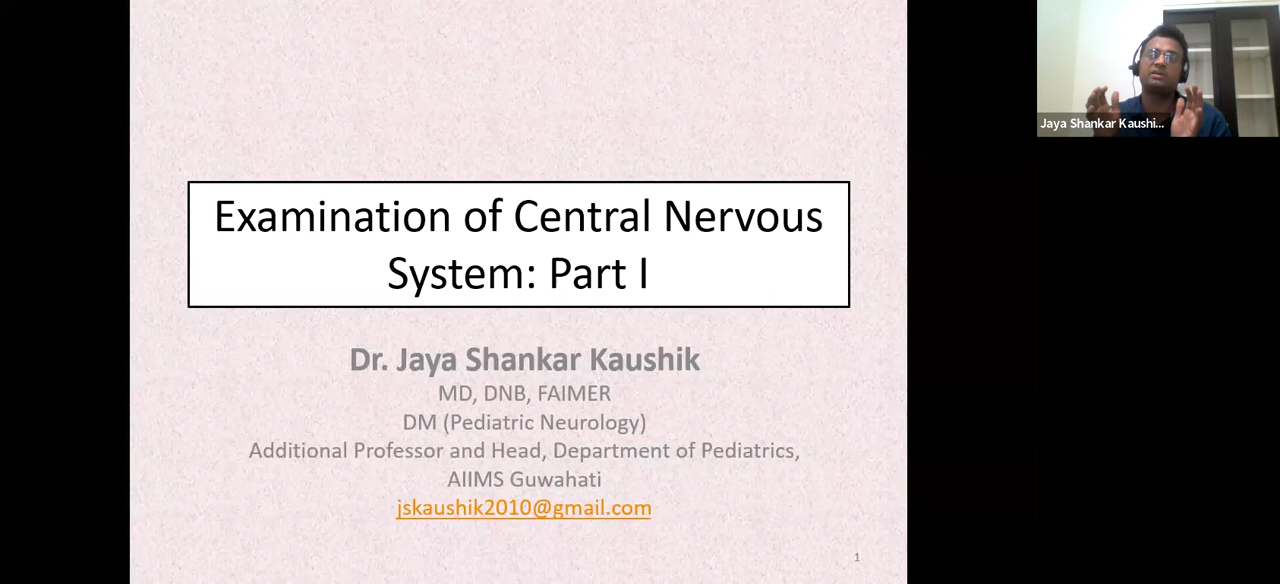 Examination of Central Nervous
System: Part I
Dr. Jaya Shankar Kaushik
MD, DNB, FAIMER
DM (Pediatric Neurology)
Additional Professor and Head, Department of Pediatrics,
AIIMS Guwahati
jskaushik2010@gmail.com
1
Jaya Shankar Kaushi...